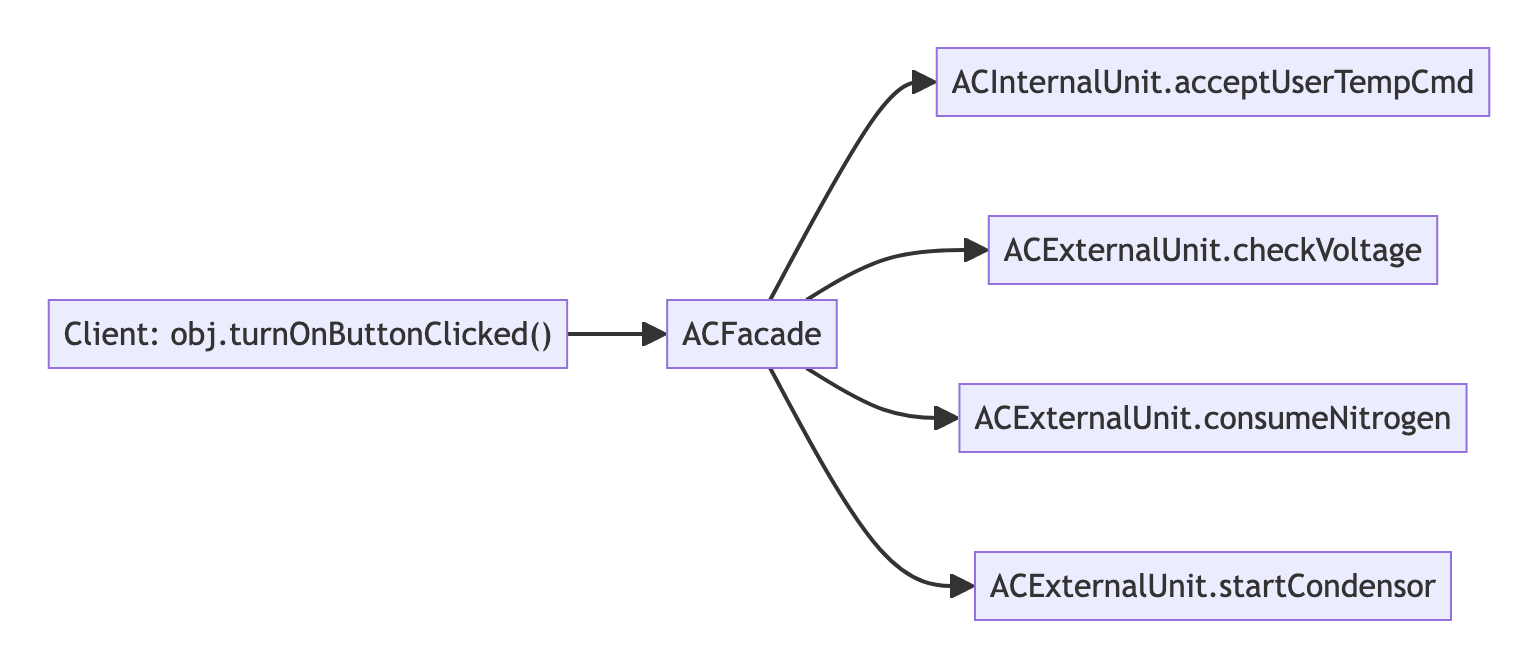 ACInternalUnit.acceptUserTempCmd
ACExternalUnit.checkVoltage
Client: obj.turnOnButtonClicked()
ACFacade
ACExternalUnit.consumeNitrogen
ACExternalUnit.startCondensor